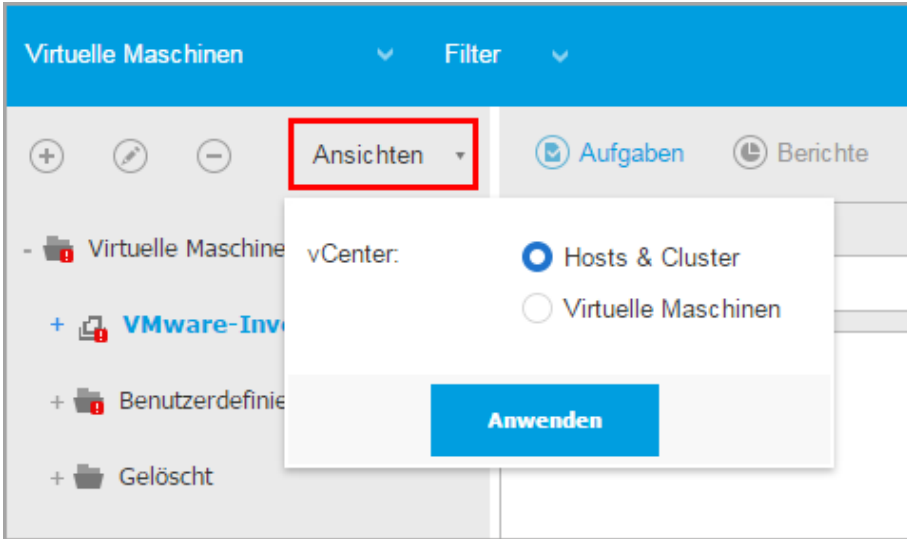 Virtuelle Maschinen Filter
Ansichten Aufgaben Berichte
- Virtuelle Maschine
vCenter: Hosts & Cluster
Virtuelle Maschinen
+ VMware-Inv
+ Benutzerdefinie
Anwenden
+ Gelöscht